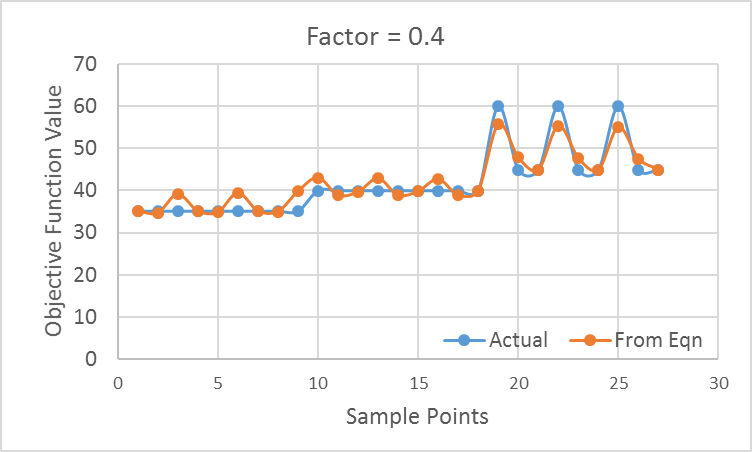 Factor = 0.4
Objective Function Value
70
60
50
40
30
20
10
0
0 5 10 15 20 25 30
Actual From Eqn
Sample Points